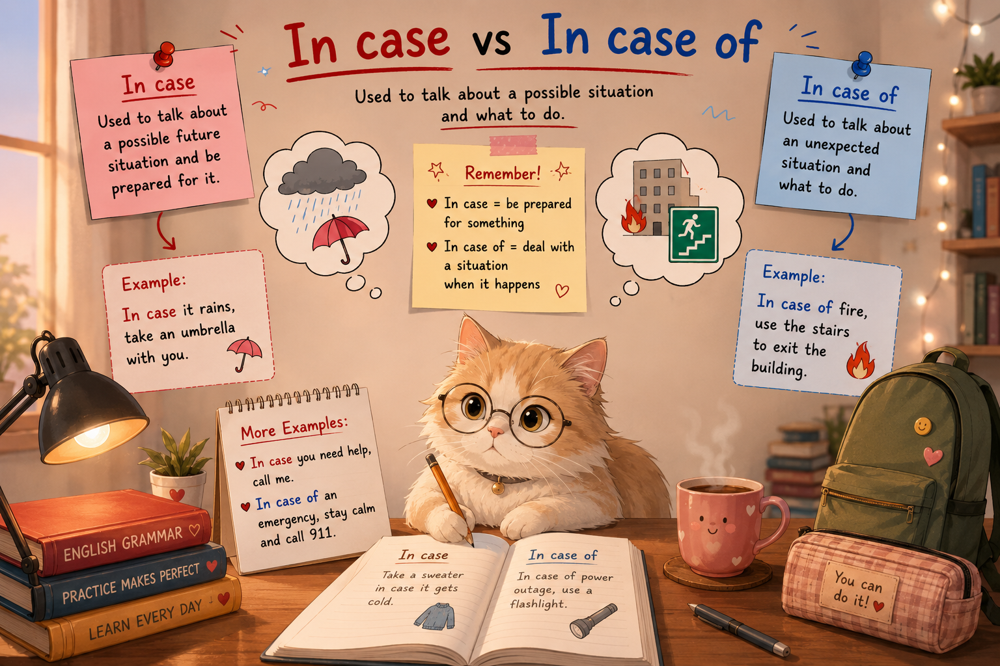 In case vs In case of
Used to talk about a possible situation
and what to do.
In case
Used to talk about
a possible future
situation and be
prepared for it.
Example:
In case it rains,
take an umbrella
with you.
Remember!
In case = be prepared
for something
In case of = deal with
a situation
when it happens
In case of
Used to talk about
an unexpected
situation and
what to do.
Example:
In case of fire,
use the stairs
to exit the
building.
More Examples:
In case you need help,
call me.
In case of an
emergency, stay calm
and call 911.
ENGLISH GRAMMAR
PRACTICE MAKES PERFECT
LEARN EVERY DAY
In case
Take a sweater
in case it gets
cold.
In case of
In case of power
outage, use a
flashlight.
You can
do it!